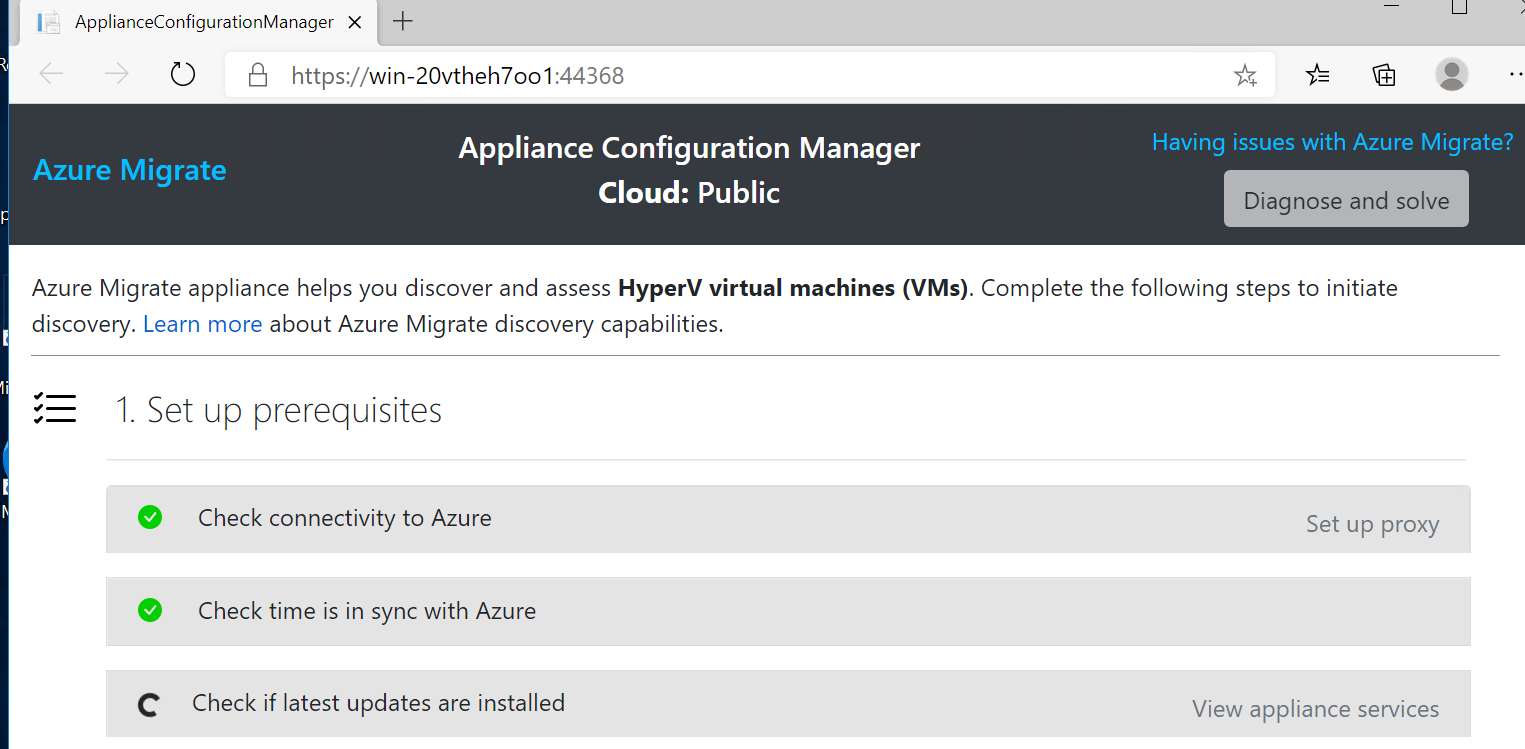 ApplianceConfigurationManager
https://win-20vtheh7oo1:44368
Azure Migrate
Appliance Configuration Manager
Cloud: Public
Having issues with Azure Migrate?
Diagnose and solve
Azure Migrate appliance helps you discover and assess HyperV virtual machines (VMs). Complete the following steps to initiate
discovery. Learn more about Azure Migrate discovery capabilities.
1. Set up prerequisites
Check connectivity to Azure
Set up proxy
Check time is in sync with Azure
Check if latest updates are installed
View appliance services